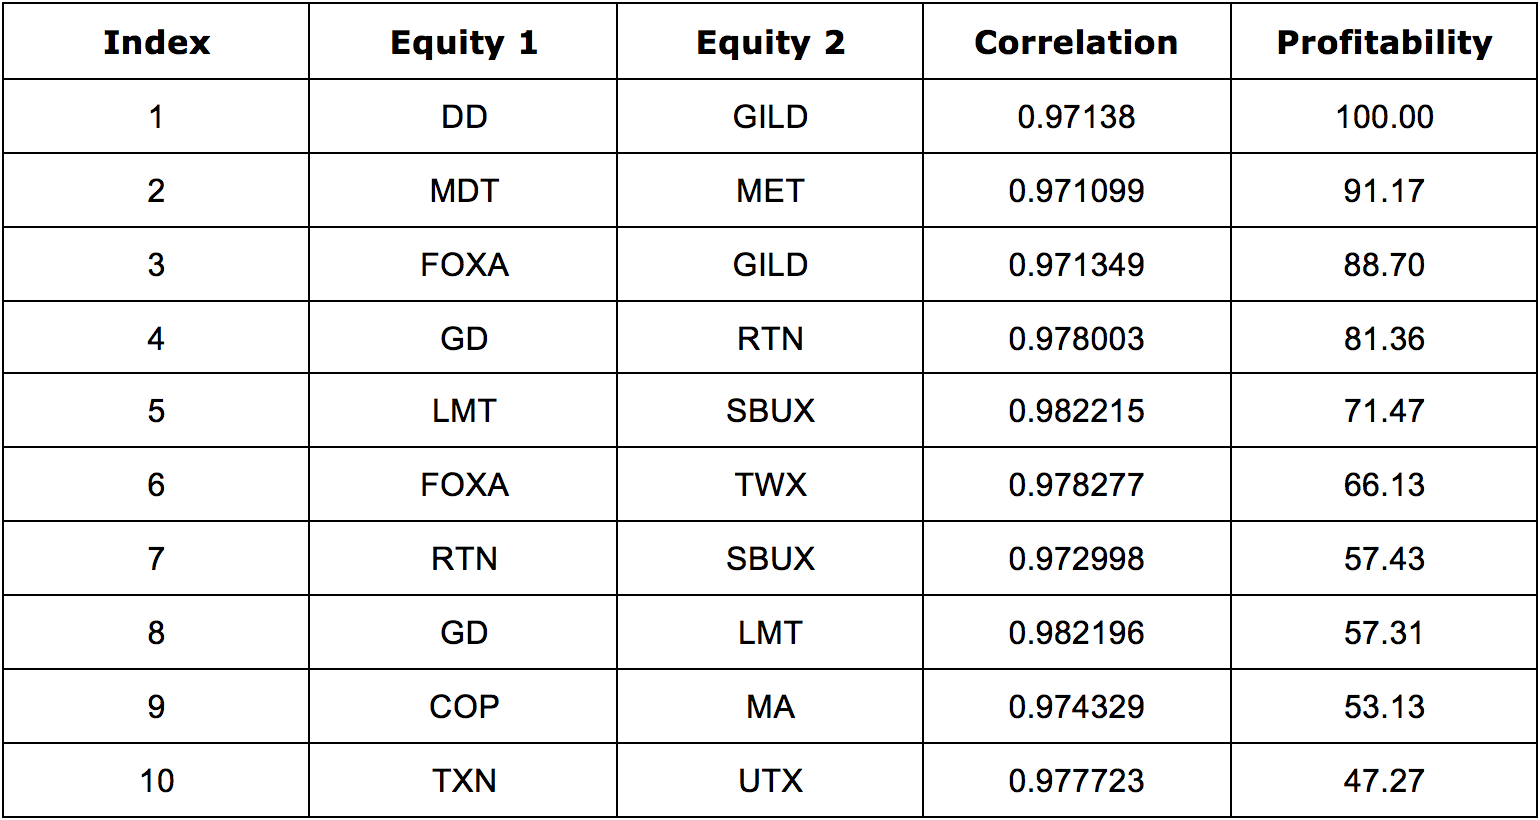 Index Equity 1 Equity 2 Correlation Profitability
1 DD GILD 0.97138 100.00
2 MDT MET 0.971099 91.17
3 FOXA GILD 0.971349 88.70
4 GD RTN 0.978003 81.36
5 LMT SBUX 0.982215 71.47
6 FOXA TWX 0.978277 66.13
7 RTN SBUX 0.972998 57.43
8 GD LMT 0.982196 57.31
9 COP MA 0.974329 53.13
10 TXN UTX 0.977723 47.27